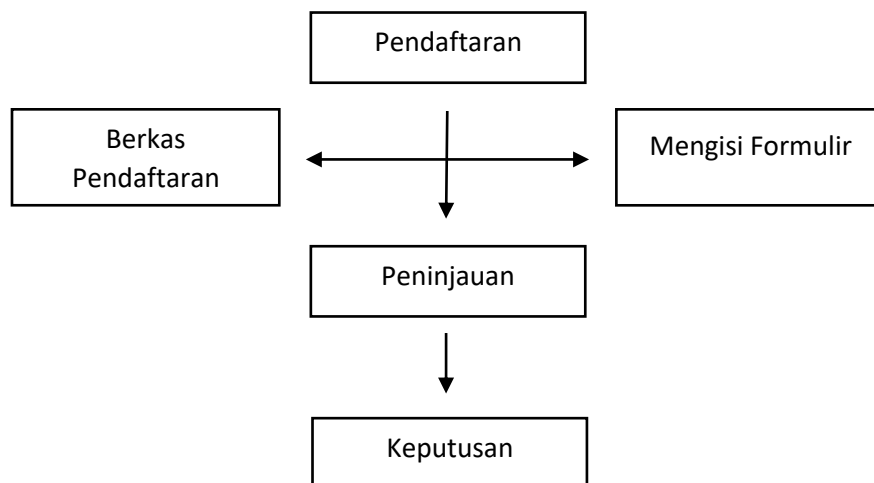 Pendaftaran
Berkas
Pendaftaran
Mengisi Formulir
Peninjauan
Keputusan